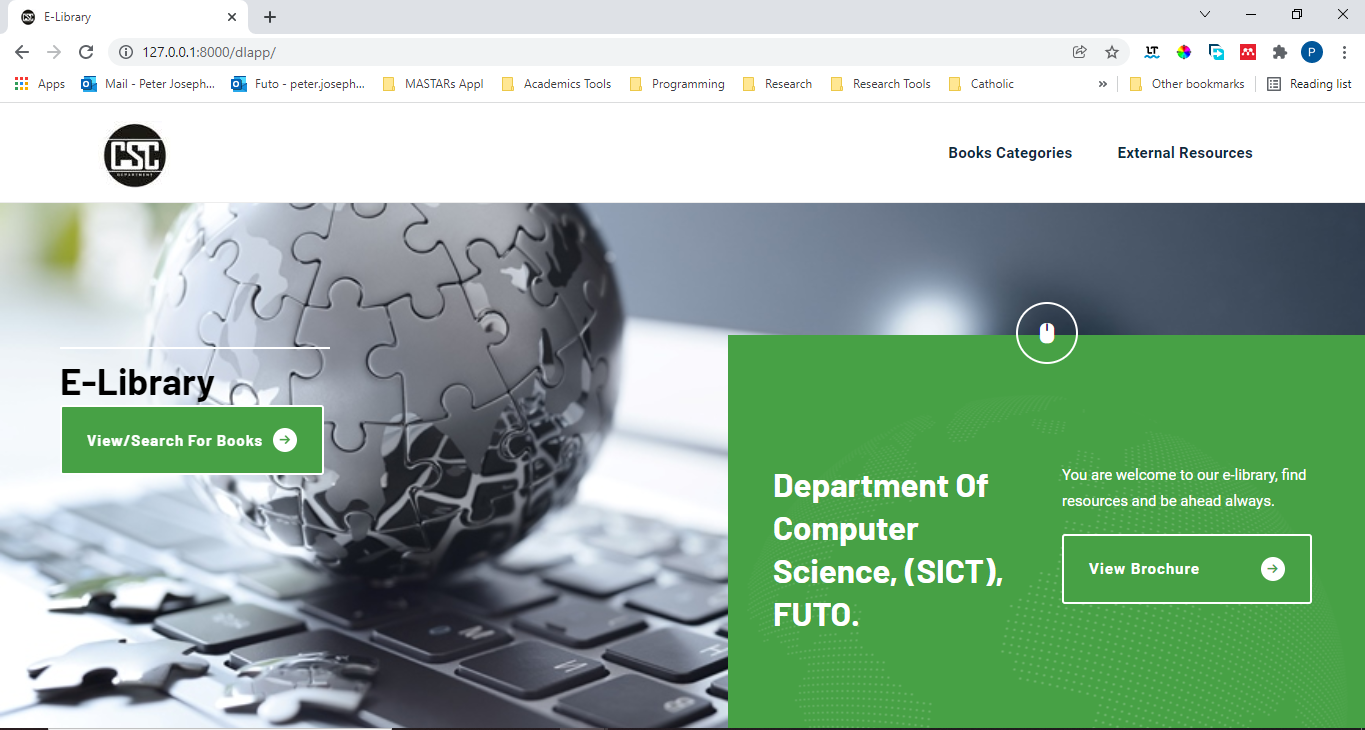 E-Library
127.0.0.1:8000/dlapp/
Apps
Mail - Peter Joseph...
Futo - peter.joseph...
MASTARs Appl
Academics Tools
Programming
Research
Research Tools
Catholic
»
Other bookmarks
Reading list
LT
P
CSC
DEPARTMENT
Books Categories
External Resources
E-Library
View/Search For Books
Department Of
Computer
Science, (SICT),
FUTO.
You are welcome to our e-library, find
resources and be ahead always.
View Brochure
M
N